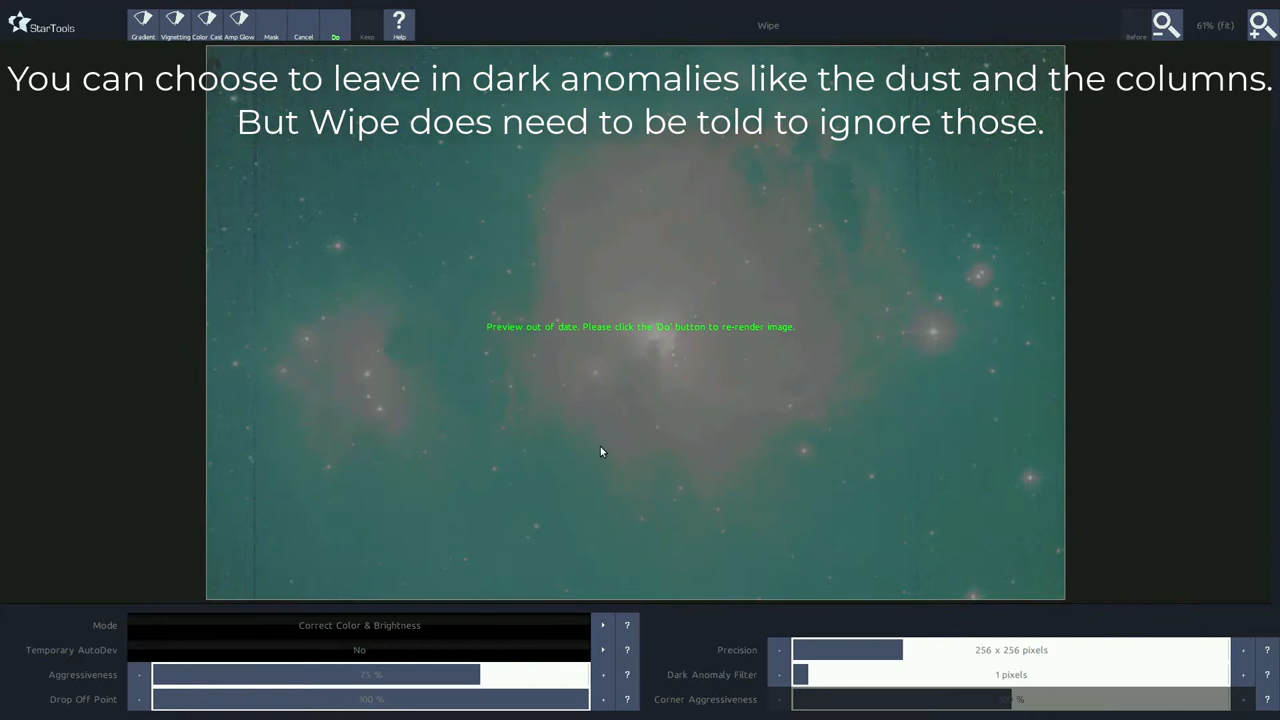 StarTools
Gradient Vignetting Color Cast Amp Glow Mask Cancel Do Keep Help
Wipe
Before 61% (fit)
You can choose to leave in dark anomalies like the dust and the columns.
But Wipe does need to be told to ignore those.
Preview out of date. Please click the 'Do' button to re-render image.
Mode Correct Color & Brightness ?
Temporary AutoDev No ?
Aggressiveness - 75 % + ?
Drop Off Point - 100 % + ?
Precision - 256 x 256 pixels + ?
Dark Anomaly Filter - 1 pixels + ?
Corner Aggressiveness - % + ?